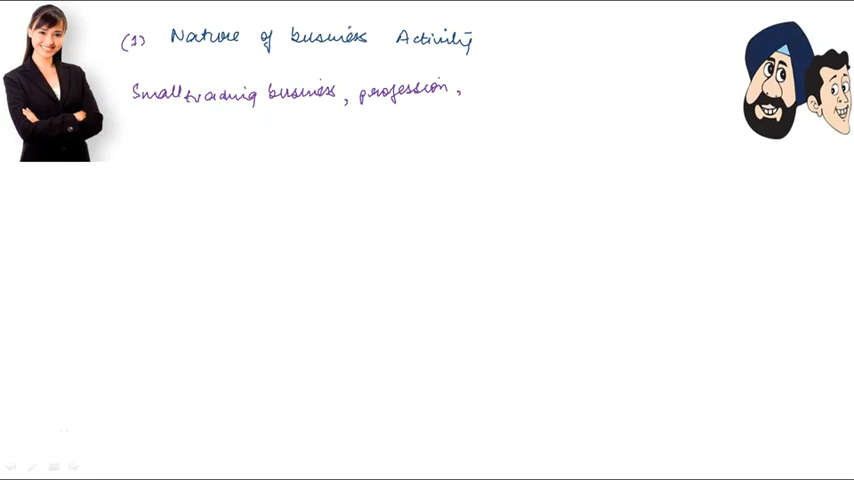 (1) Nature of business Activity
Small trading business, profession,